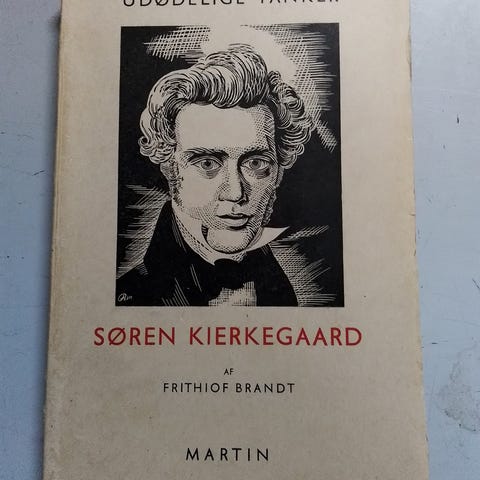 UDØDELIGE TANKER
SØREN KIERKEGAARD
AF
FRITHIOF BRANDT
MARTIN